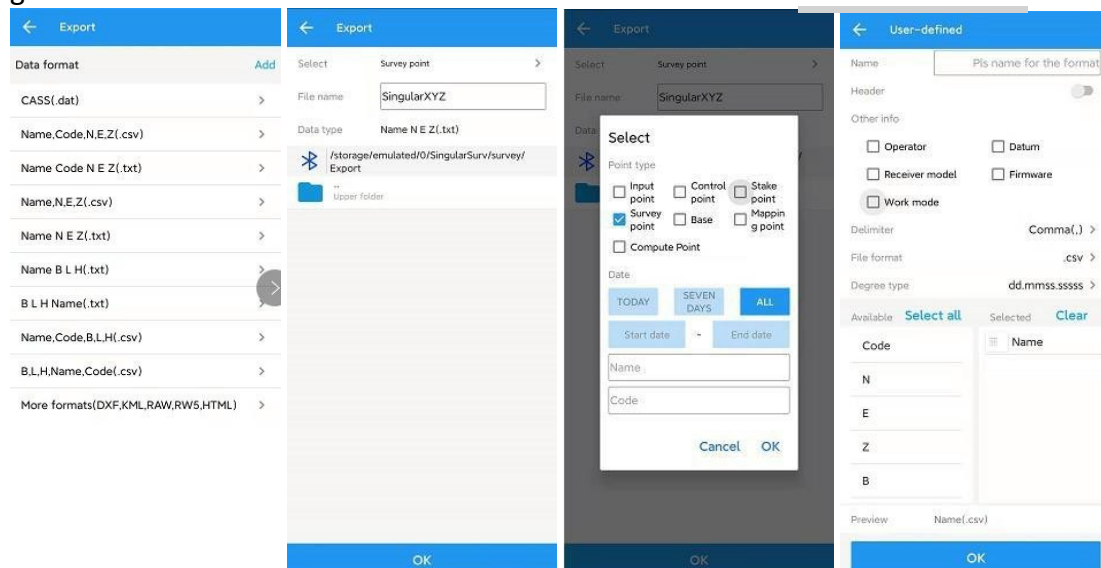 Export
Data format Add
CASS(.dat)
Name,Code,N,E,Z(.csv)
Name Code N E Z(.txt)
Name,N,E,Z(.csv)
Name N E Z(.txt)
Name B L H(.txt)
B L H Name(.txt)
Name,Code,B,L,H(.csv)
B,L,H,Name,Code(.csv)
More formats(DXF,KML,RAW,RW5,HTML)
Export
Select Survey point
File name SingularXYZ
Data type Name N E Z(.txt)
/storage/emulated/0/SingularSurv/survey/
Export
..
Upper folder
OK
Export
Select Survey point
File name SingularXYZ
Data
Select
Point type
Input
point
Control
point
Stake
point
Survey
point
Base
Mappin
g point
Compute Point
Date
TODAY
SEVEN
DAYS
ALL
Start date - End date
Name
Code
Cancel OK
OK
User-defined
Name Pls name for the format
Header
Other info
Operator Datum
Receiver model Firmware
Work mode
Delimiter Comma(,)
File format .csv
Degree type dd.mmss.sssss
Available Select all Selected Clear
Code Name
N
E
Z
B
Preview Name(.csv)
OK